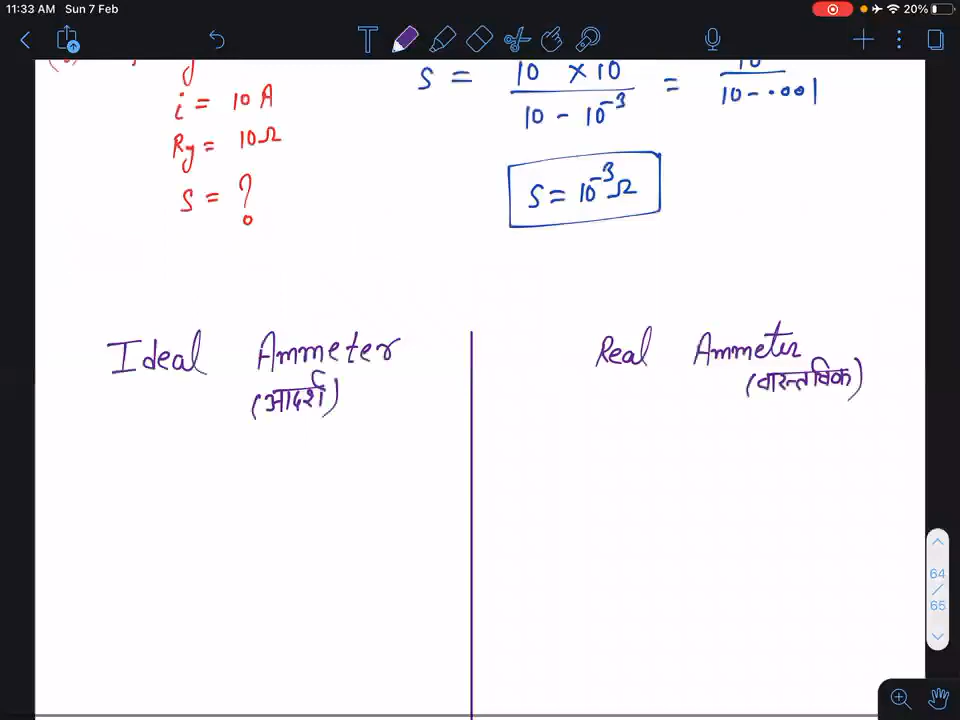 11:33 AM Sun 7 Feb
20%
T
i = 10 A
Rg = 10Ω
S = ?
S = 10 × 10 / 10 - 10⁻³ = 10 / 10 - .001
S = 10⁻³ Ω
Ideal Ammeter
(आदर्श)
Real Ammeter
(वास्तविक)
64
/
65